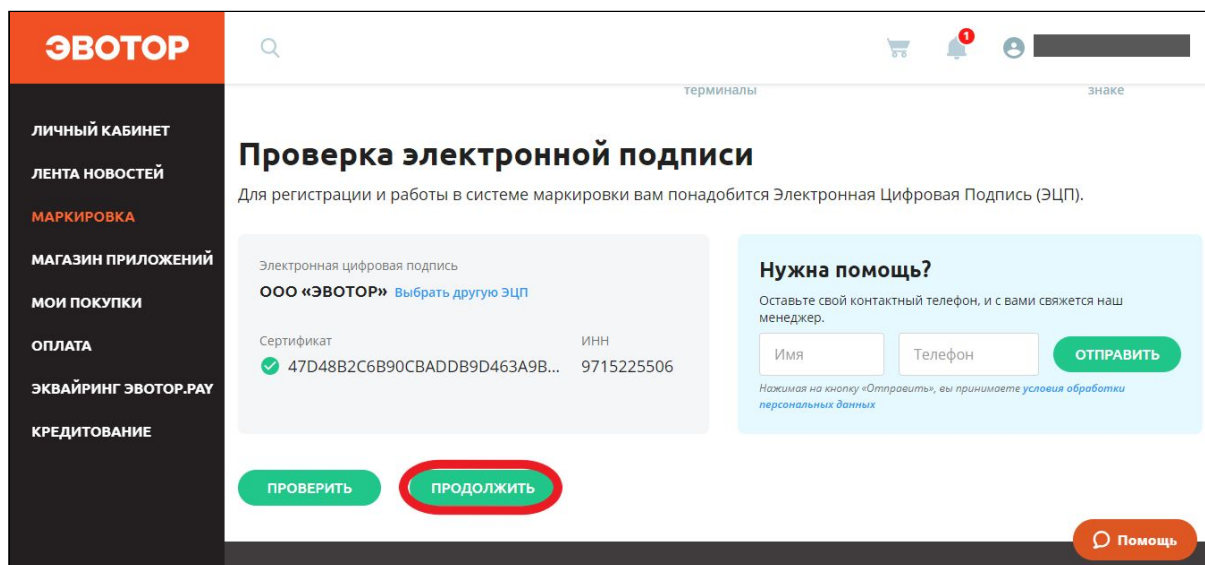 ЭВОТОР
1
терминалы
знаке
ЛИЧНЫЙ КАБИНЕТ
ЛЕНТА НОВОСТЕЙ
МАРКИРОВКА
МАГАЗИН ПРИЛОЖЕНИЙ
МОИ ПОКУПКИ
ОПЛАТА
ЭКВАЙРИНГ ЭВОТОР.PAY
КРЕДИТОВАНИЕ
Проверка электронной подписи
Для регистрации и работы в системе маркировки вам понадобится Электронная Цифровая Подпись (ЭЦП).
Электронная цифровая подпись
ООО «ЭВОТОР» Выбрать другую ЭЦП
Сертификат ИНН
47D48B2C6B90CBADDB9D463A9B... 9715225506
Нужна помощь?
Оставьте свой контактный телефон, и с вами свяжется наш
менеджер.
Имя Телефон ОТПРАВИТЬ
Нажимая на кнопку «Отправить», вы принимаете условия обработки
персональных данных
ПРОВЕРИТЬ ПРОДОЛЖИТЬ
Помощь